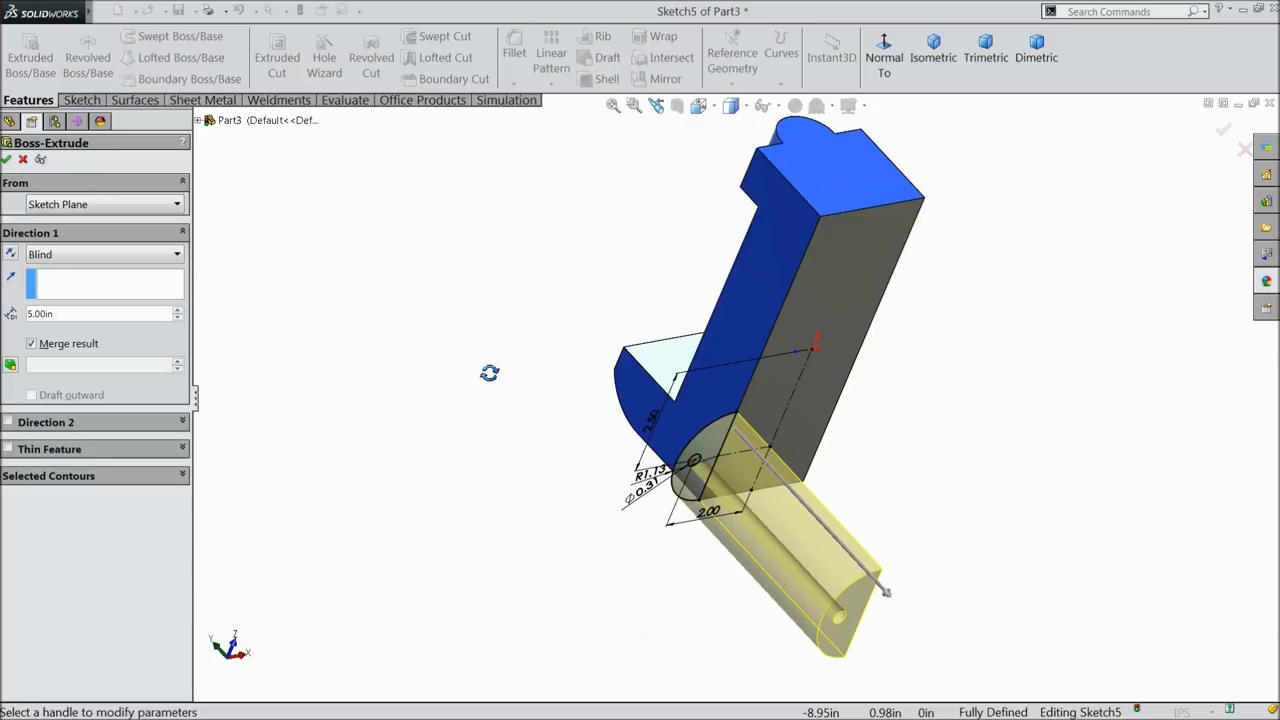 SOLIDWORKS
Sketch5 of Part3 *
Search Commands
Extruded Boss/Base
Revolved Boss/Base
Swept Boss/Base
Lofted Boss/Base
Boundary Boss/Base
Extruded Cut
Hole Wizard
Revolved Cut
Swept Cut
Lofted Cut
Boundary Cut
Fillet
Linear Pattern
Rib
Draft
Shell
Wrap
Intersect
Mirror
Reference Geometry
Curves
Instant3D
Normal To
Isometric
Trimetric
Dimetric
Features Sketch Surfaces Sheet Metal Weldments Evaluate Office Products Simulation
Part3 (Default<<Def...
Boss-Extrude ?
From
Sketch Plane
Direction 1
Blind
5.00in
Merge result
Draft outward
Direction 2
Thin Feature
Selected Contours
2.50
R1.13
Ø0.31
2.00
Y
Z
X
Select a handle to modify parameters
-8.95in 0.98in 0in Fully Defined Editing Sketch5 IPS